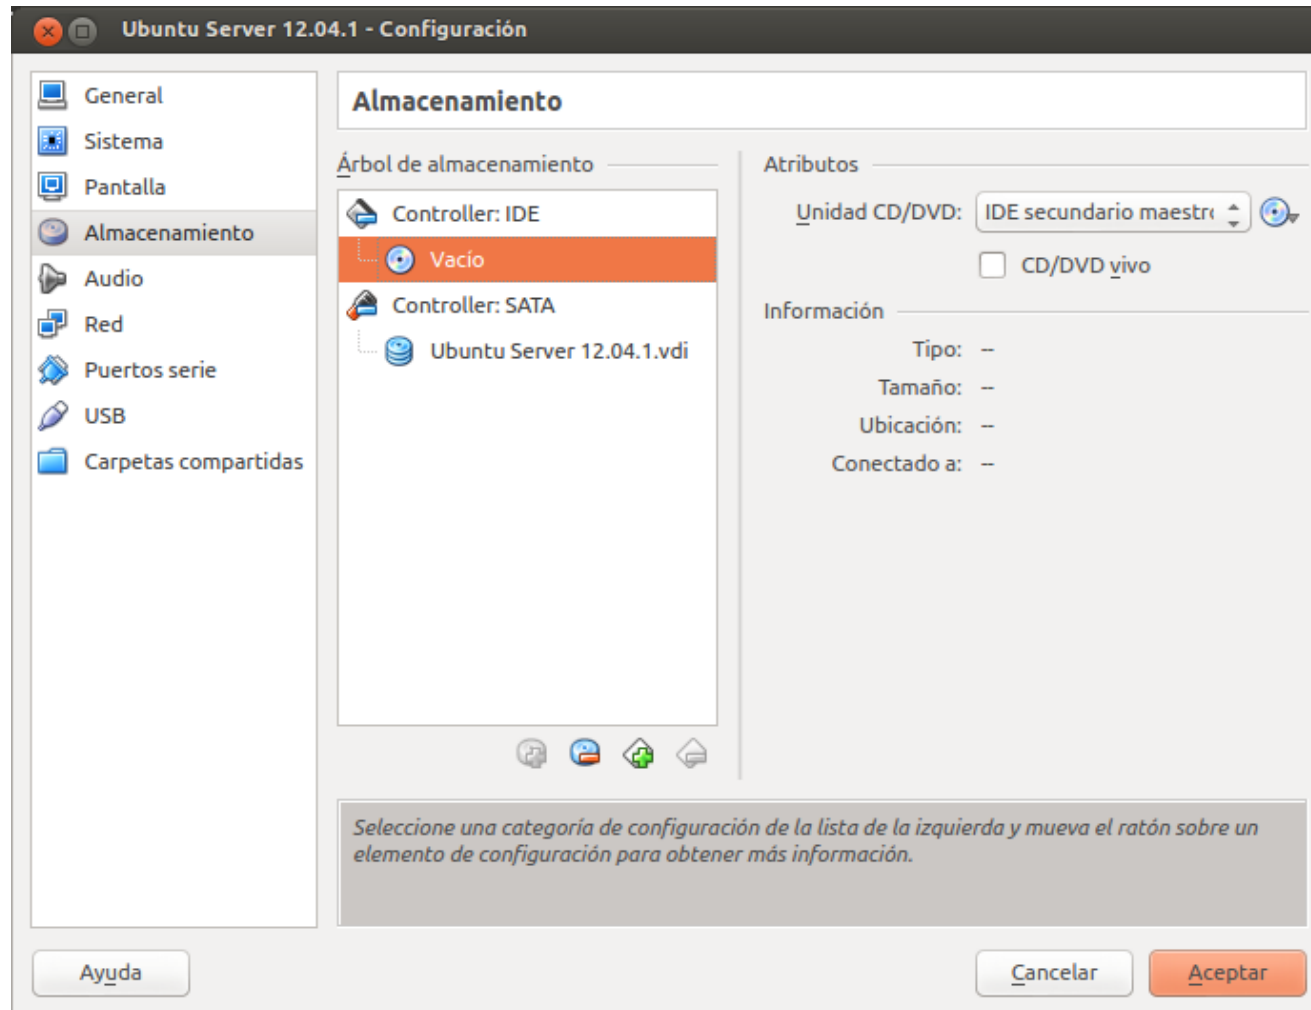 Ubuntu Server 12.04.1 - Configuración
General
Sistema
Pantalla
Almacenamiento
Audio
Red
Puertos serie
USB
Carpetas compartidas
Almacenamiento
Árbol de almacenamiento
Controller: IDE
Vacío
Controller: SATA
Ubuntu Server 12.04.1.vdi
Atributos
Unidad CD/DVD: IDE secundario maestro
CD/DVD vivo
Información
Tipo: --
Tamaño: --
Ubicación: --
Conectado a: --
Seleccione una categoría de configuración de la lista de la izquierda y mueva el ratón sobre un
elemento de configuración para obtener más información.
Ayuda
Cancelar
Aceptar